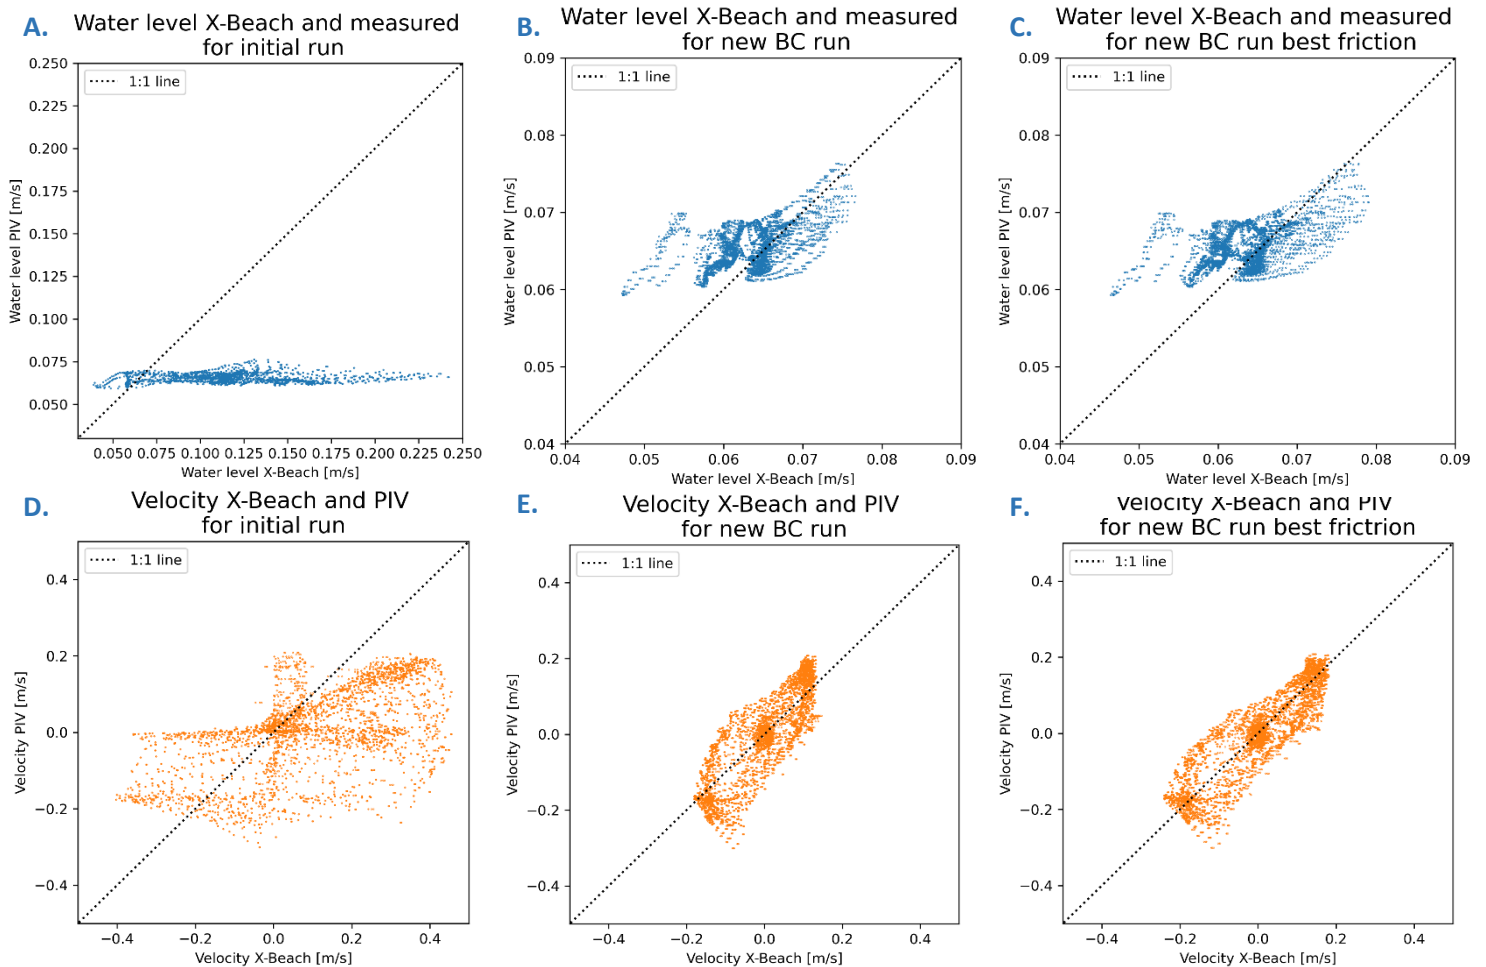 A.
Water level X-Beach and measured
for initial run
1:1 line
0.250
0.225
0.200
0.175
0.150
0.125
0.100
0.075
0.050
Water level PIV [m/s]
0.050 0.075 0.100 0.125 0.150 0.175 0.200 0.225 0.250
Water level X-Beach [m/s]
B.
Water level X-Beach and measured
for new BC run
1:1 line
0.09
0.08
0.07
0.06
0.05
0.04
Water level PIV [m/s]
0.04 0.05 0.06 0.07 0.08 0.09
Water level X-Beach [m/s]
C.
Water level X-Beach and measured
for new BC run best friction
1:1 line
0.09
0.08
0.07
0.06
0.05
0.04
Water level PIV [m/s]
0.04 0.05 0.06 0.07 0.08 0.09
Water level X-Beach [m/s]
D.
Velocity X-Beach and PIV
for initial run
1:1 line
0.4
0.2
0.0
−0.2
−0.4
Velocity PIV [m/s]
−0.4 −0.2 0.0 0.2 0.4
Velocity X-Beach [m/s]
E.
Velocity X-Beach and PIV
for new BC run
1:1 line
0.4
0.2
0.0
−0.2
−0.4
Velocity PIV [m/s]
−0.4 −0.2 0.0 0.2 0.4
Velocity X-Beach [m/s]
F.
Velocity X-Beach and PIV
for new BC run best frictrion
1:1 line
0.4
0.2
0.0
−0.2
−0.4
Velocity PIV [m/s]
−0.4 −0.2 0.0 0.2 0.4
Velocity X-Beach [m/s]